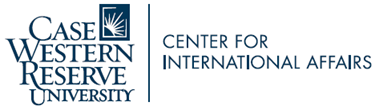 CASE
WESTERN
RESERVE
UNIVERSITY
CENTER FOR
INTERNATIONAL AFFAIRS